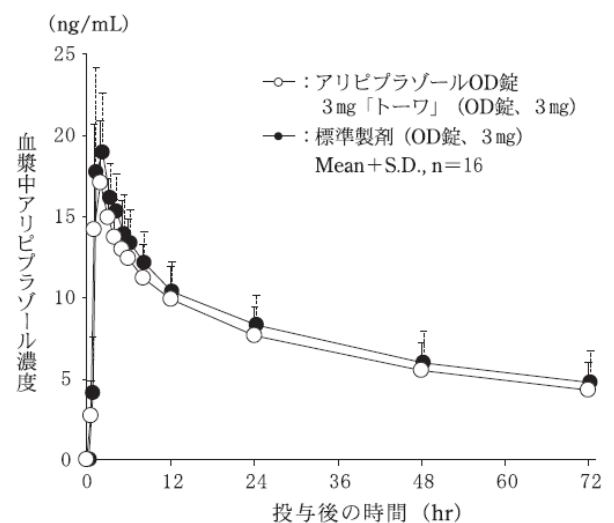 (ng/mL)
30
25
20
15
10
5
0
血漿中アリピプラゾール濃度
―○―：アリピプラゾールOD錠
3mg「トーワ」（OD錠、3mg）
―●―：標準製剤（OD錠、3mg）
Mean+S.D., n=16
0 12 24 36 48 60 72
投与後の時間（hr）